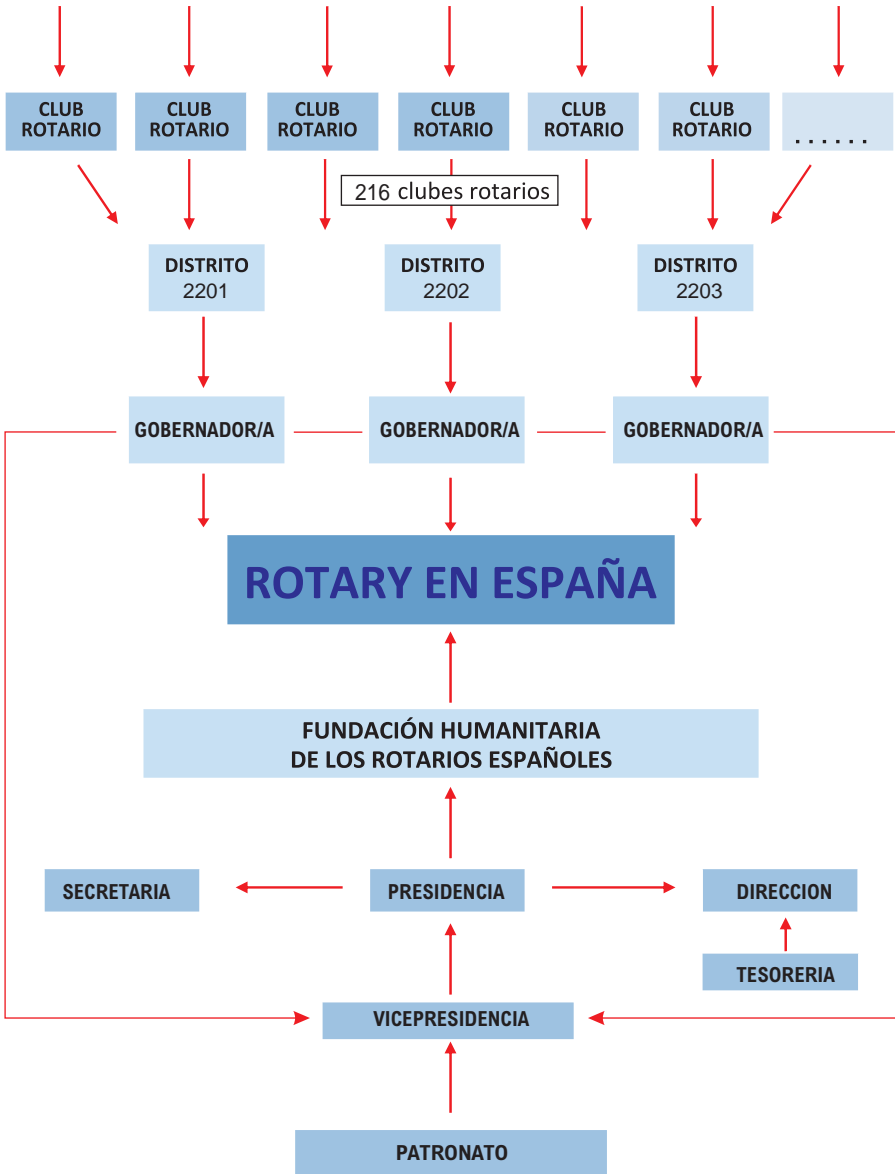 CLUB
ROTARIO
CLUB
ROTARIO
CLUB
ROTARIO
CLUB
ROTARIO
CLUB
ROTARIO
CLUB
ROTARIO
. . . . . .
216 clubes rotarios
DISTRITO
2201
DISTRITO
2202
DISTRITO
2203
GOBERNADOR/A
GOBERNADOR/A
GOBERNADOR/A
ROTARY EN ESPAÑA
FUNDACIÓN HUMANITARIA
DE LOS ROTARIOS ESPAÑOLES
SECRETARIA
PRESIDENCIA
DIRECCION
TESORERIA
VICEPRESIDENCIA
PATRONATO